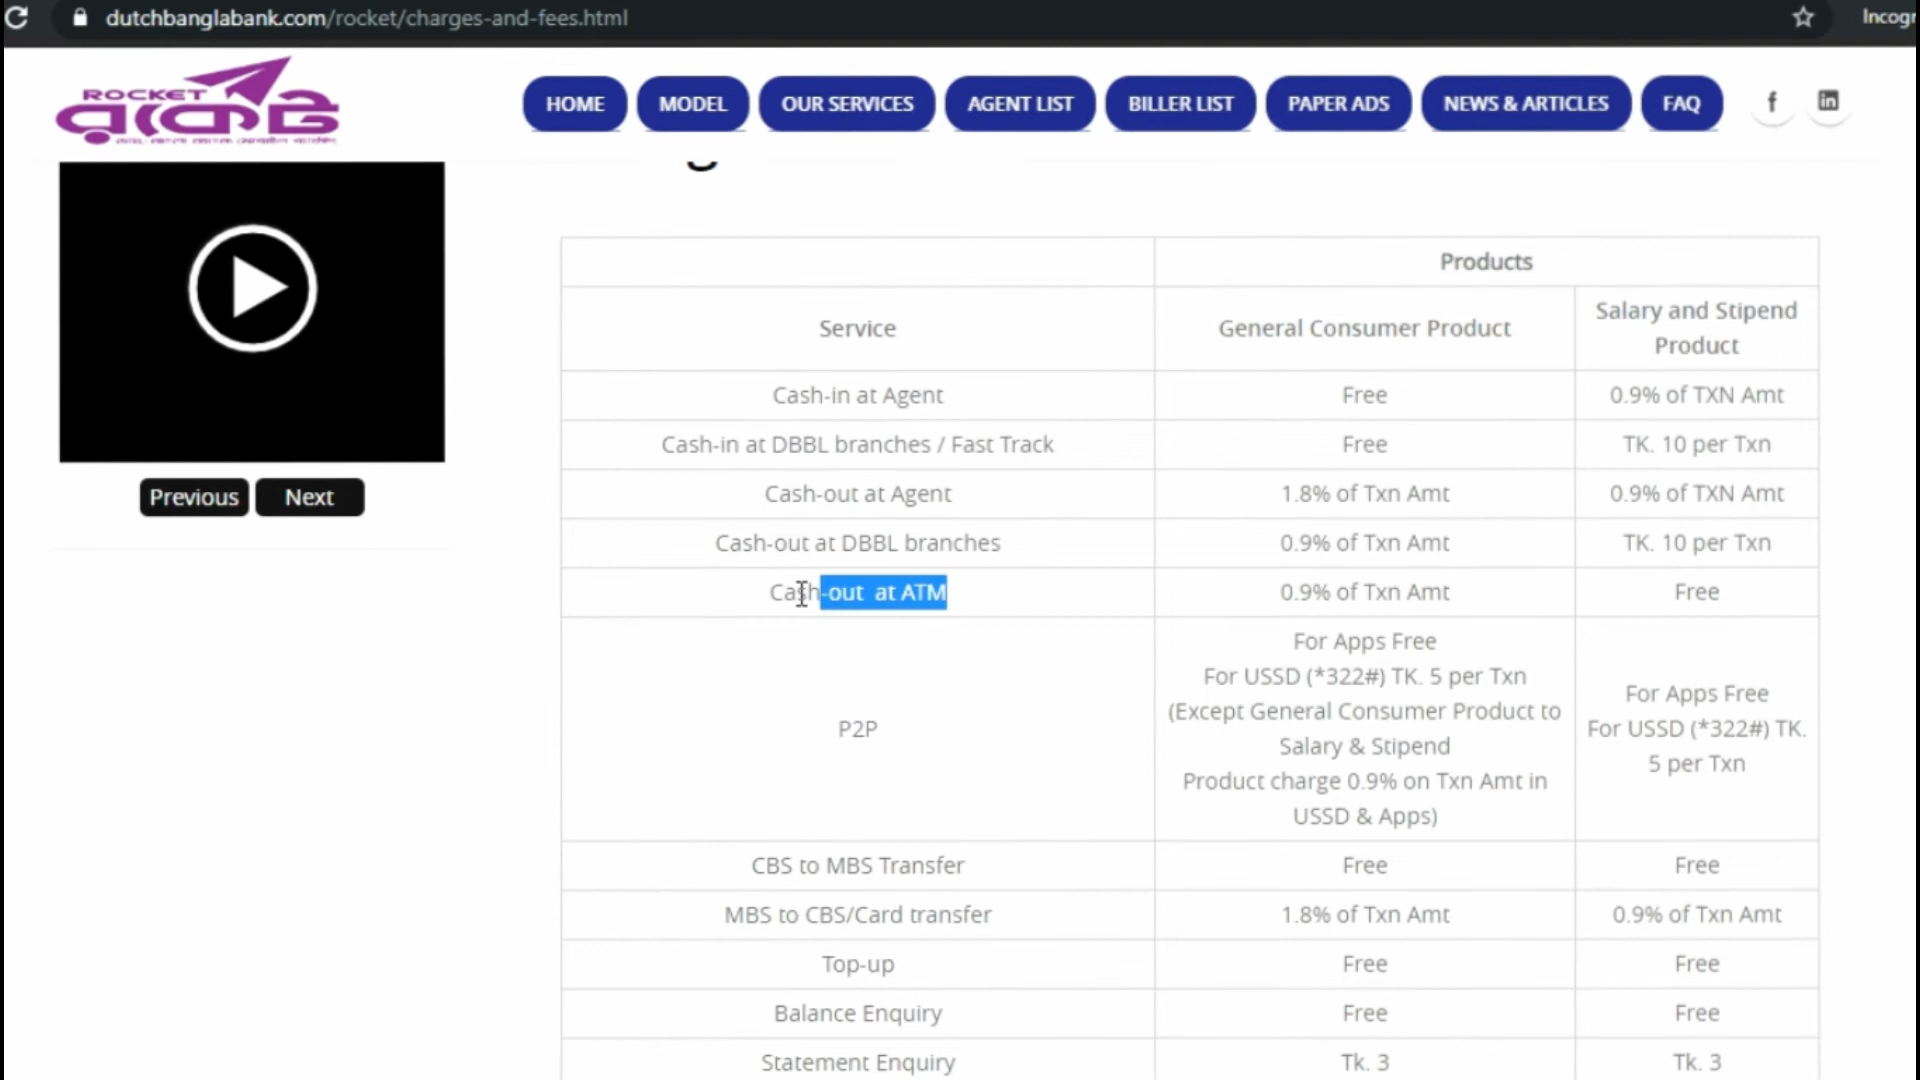 dutchbanglabank.com/rocket/charges-and-fees.html
Incogn
ROCKET
রকেট
HOME
MODEL
OUR SERVICES
AGENT LIST
BILLER LIST
PAPER ADS
NEWS & ARTICLES
FAQ
f
in
Previous
Next
Products
Service
General Consumer Product
Salary and Stipend
Product
Cash-in at Agent
Free
0.9% of TXN Amt
Cash-in at DBBL branches / Fast Track
Free
TK. 10 per Txn
Cash-out at Agent
1.8% of Txn Amt
0.9% of TXN Amt
Cash-out at DBBL branches
0.9% of Txn Amt
TK. 10 per Txn
Cash-out at ATM
0.9% of Txn Amt
Free
P2P
For Apps Free
For USSD (*322#) TK. 5 per Txn
(Except General Consumer Product to
Salary & Stipend
Product charge 0.9% on Txn Amt in
USSD & Apps)
For Apps Free
For USSD (*322#) TK.
5 per Txn
CBS to MBS Transfer
Free
Free
MBS to CBS/Card transfer
1.8% of Txn Amt
0.9% of Txn Amt
Top-up
Free
Free
Balance Enquiry
Free
Free
Statement Enquiry
Tk. 3
Tk. 3